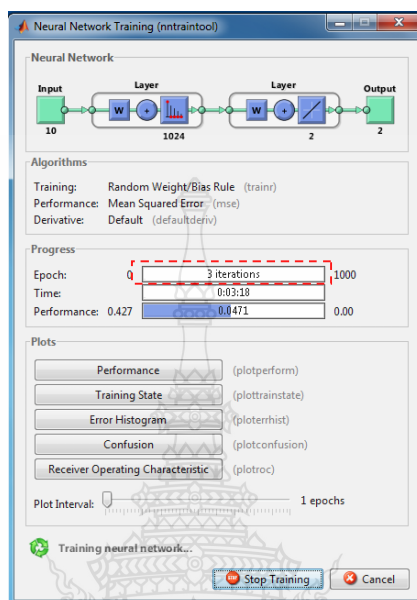 Neural Network Training (nntraintool)
Neural Network
Input Layer Layer Output
W + W +
10 1024 2 2
Algorithms
Training: Random Weight/Bias Rule (trainr)
Performance: Mean Squared Error (mse)
Derivative: Default (defaultderiv)
Progress
Epoch: 0 3 iterations 1000
Time: 0:03:18
Performance: 0.427 0.0471 0.00
Plots
Performance (plotperform)
Training State (plottrainstate)
Error Histogram (ploterrhist)
Confusion (plotconfusion)
Receiver Operating Characteristic (plotroc)
Plot Interval: 1 epochs
Training neural network...
Stop Training Cancel